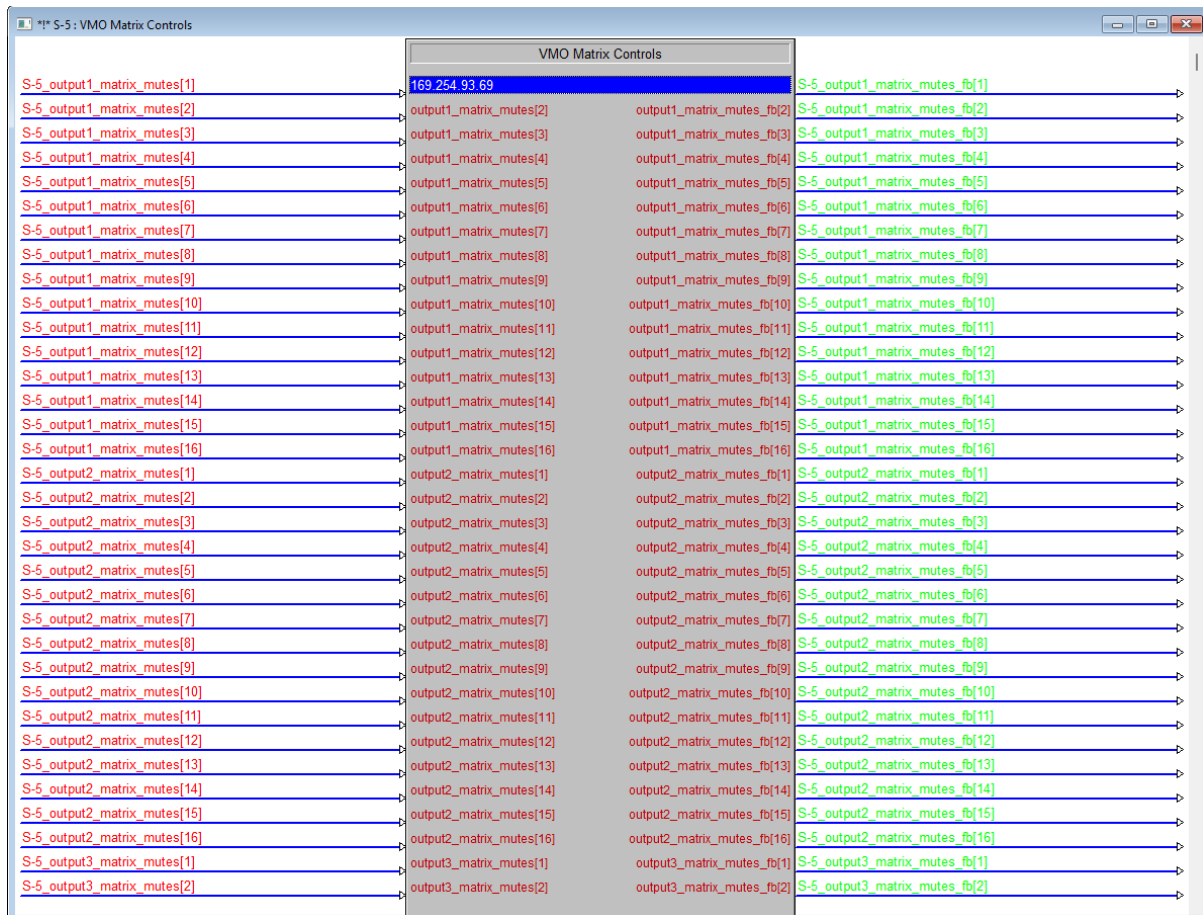 *!* S-5 : VMO Matrix Controls
VMO Matrix Controls
S-5_output1_matrix_mutes[1] 169.254.93.69 S-5_output1_matrix_mutes_fb[1]
S-5_output1_matrix_mutes[2] output1_matrix_mutes[2] output1_matrix_mutes_fb[2] S-5_output1_matrix_mutes_fb[2]
S-5_output1_matrix_mutes[3] output1_matrix_mutes[3] output1_matrix_mutes_fb[3] S-5_output1_matrix_mutes_fb[3]
S-5_output1_matrix_mutes[4] output1_matrix_mutes[4] output1_matrix_mutes_fb[4] S-5_output1_matrix_mutes_fb[4]
S-5_output1_matrix_mutes[5] output1_matrix_mutes[5] output1_matrix_mutes_fb[5] S-5_output1_matrix_mutes_fb[5]
S-5_output1_matrix_mutes[6] output1_matrix_mutes[6] output1_matrix_mutes_fb[6] S-5_output1_matrix_mutes_fb[6]
S-5_output1_matrix_mutes[7] output1_matrix_mutes[7] output1_matrix_mutes_fb[7] S-5_output1_matrix_mutes_fb[7]
S-5_output1_matrix_mutes[8] output1_matrix_mutes[8] output1_matrix_mutes_fb[8] S-5_output1_matrix_mutes_fb[8]
S-5_output1_matrix_mutes[9] output1_matrix_mutes[9] output1_matrix_mutes_fb[9] S-5_output1_matrix_mutes_fb[9]
S-5_output1_matrix_mutes[10] output1_matrix_mutes[10] output1_matrix_mutes_fb[10] S-5_output1_matrix_mutes_fb[10]
S-5_output1_matrix_mutes[11] output1_matrix_mutes[11] output1_matrix_mutes_fb[11] S-5_output1_matrix_mutes_fb[11]
S-5_output1_matrix_mutes[12] output1_matrix_mutes[12] output1_matrix_mutes_fb[12] S-5_output1_matrix_mutes_fb[12]
S-5_output1_matrix_mutes[13] output1_matrix_mutes[13] output1_matrix_mutes_fb[13] S-5_output1_matrix_mutes_fb[13]
S-5_output1_matrix_mutes[14] output1_matrix_mutes[14] output1_matrix_mutes_fb[14] S-5_output1_matrix_mutes_fb[14]
S-5_output1_matrix_mutes[15] output1_matrix_mutes[15] output1_matrix_mutes_fb[15] S-5_output1_matrix_mutes_fb[15]
S-5_output1_matrix_mutes[16] output1_matrix_mutes[16] output1_matrix_mutes_fb[16] S-5_output1_matrix_mutes_fb[16]
S-5_output2_matrix_mutes[1] output2_matrix_mutes[1] output2_matrix_mutes_fb[1] S-5_output2_matrix_mutes_fb[1]
S-5_output2_matrix_mutes[2] output2_matrix_mutes[2] output2_matrix_mutes_fb[2] S-5_output2_matrix_mutes_fb[2]
S-5_output2_matrix_mutes[3] output2_matrix_mutes[3] output2_matrix_mutes_fb[3] S-5_output2_matrix_mutes_fb[3]
S-5_output2_matrix_mutes[4] output2_matrix_mutes[4] output2_matrix_mutes_fb[4] S-5_output2_matrix_mutes_fb[4]
S-5_output2_matrix_mutes[5] output2_matrix_mutes[5] output2_matrix_mutes_fb[5] S-5_output2_matrix_mutes_fb[5]
S-5_output2_matrix_mutes[6] output2_matrix_mutes[6] output2_matrix_mutes_fb[6] S-5_output2_matrix_mutes_fb[6]
S-5_output2_matrix_mutes[7] output2_matrix_mutes[7] output2_matrix_mutes_fb[7] S-5_output2_matrix_mutes_fb[7]
S-5_output2_matrix_mutes[8] output2_matrix_mutes[8] output2_matrix_mutes_fb[8] S-5_output2_matrix_mutes_fb[8]
S-5_output2_matrix_mutes[9] output2_matrix_mutes[9] output2_matrix_mutes_fb[9] S-5_output2_matrix_mutes_fb[9]
S-5_output2_matrix_mutes[10] output2_matrix_mutes[10] output2_matrix_mutes_fb[10] S-5_output2_matrix_mutes_fb[10]
S-5_output2_matrix_mutes[11] output2_matrix_mutes[11] output2_matrix_mutes_fb[11] S-5_output2_matrix_mutes_fb[11]
S-5_output2_matrix_mutes[12] output2_matrix_mutes[12] output2_matrix_mutes_fb[12] S-5_output2_matrix_mutes_fb[12]
S-5_output2_matrix_mutes[13] output2_matrix_mutes[13] output2_matrix_mutes_fb[13] S-5_output2_matrix_mutes_fb[13]
S-5_output2_matrix_mutes[14] output2_matrix_mutes[14] output2_matrix_mutes_fb[14] S-5_output2_matrix_mutes_fb[14]
S-5_output2_matrix_mutes[15] output2_matrix_mutes[15] output2_matrix_mutes_fb[15] S-5_output2_matrix_mutes_fb[15]
S-5_output2_matrix_mutes[16] output2_matrix_mutes[16] output2_matrix_mutes_fb[16] S-5_output2_matrix_mutes_fb[16]
S-5_output3_matrix_mutes[1] output3_matrix_mutes[1] output3_matrix_mutes_fb[1] S-5_output3_matrix_mutes_fb[1]
S-5_output3_matrix_mutes[2] output3_matrix_mutes[2] output3_matrix_mutes_fb[2] S-5_output3_matrix_mutes_fb[2]